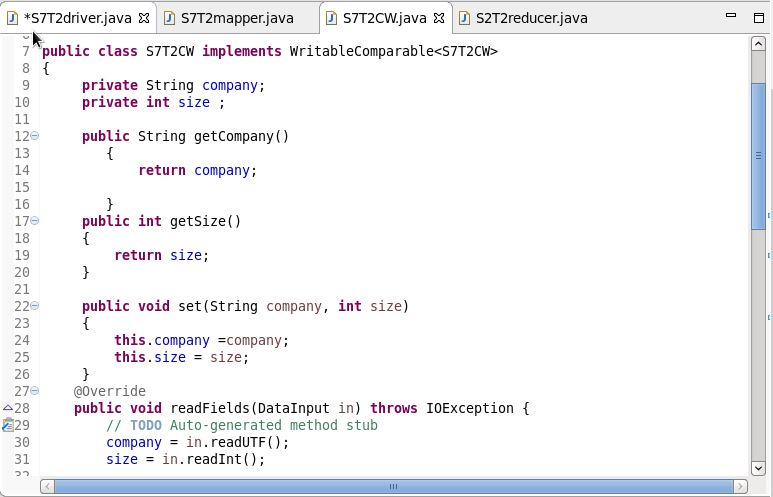 *S7T2driver.java S7T2mapper.java S7T2CW.java S2T2reducer.java
7 public class S7T2CW implements WritableComparable<S7T2CW>
8 {
9 private String company;
10 private int size ;
11
12 public String getCompany()
13 {
14 return company;
15
16 }
17 public int getSize()
18 {
19 return size;
20 }
21
22 public void set(String company, int size)
23 {
24 this.company =company;
25 this.size = size;
26 }
27 @Override
28 public void readFields(DataInput in) throws IOException {
29 // TODO Auto-generated method stub
30 company = in.readUTF();
31 size = in.readInt();